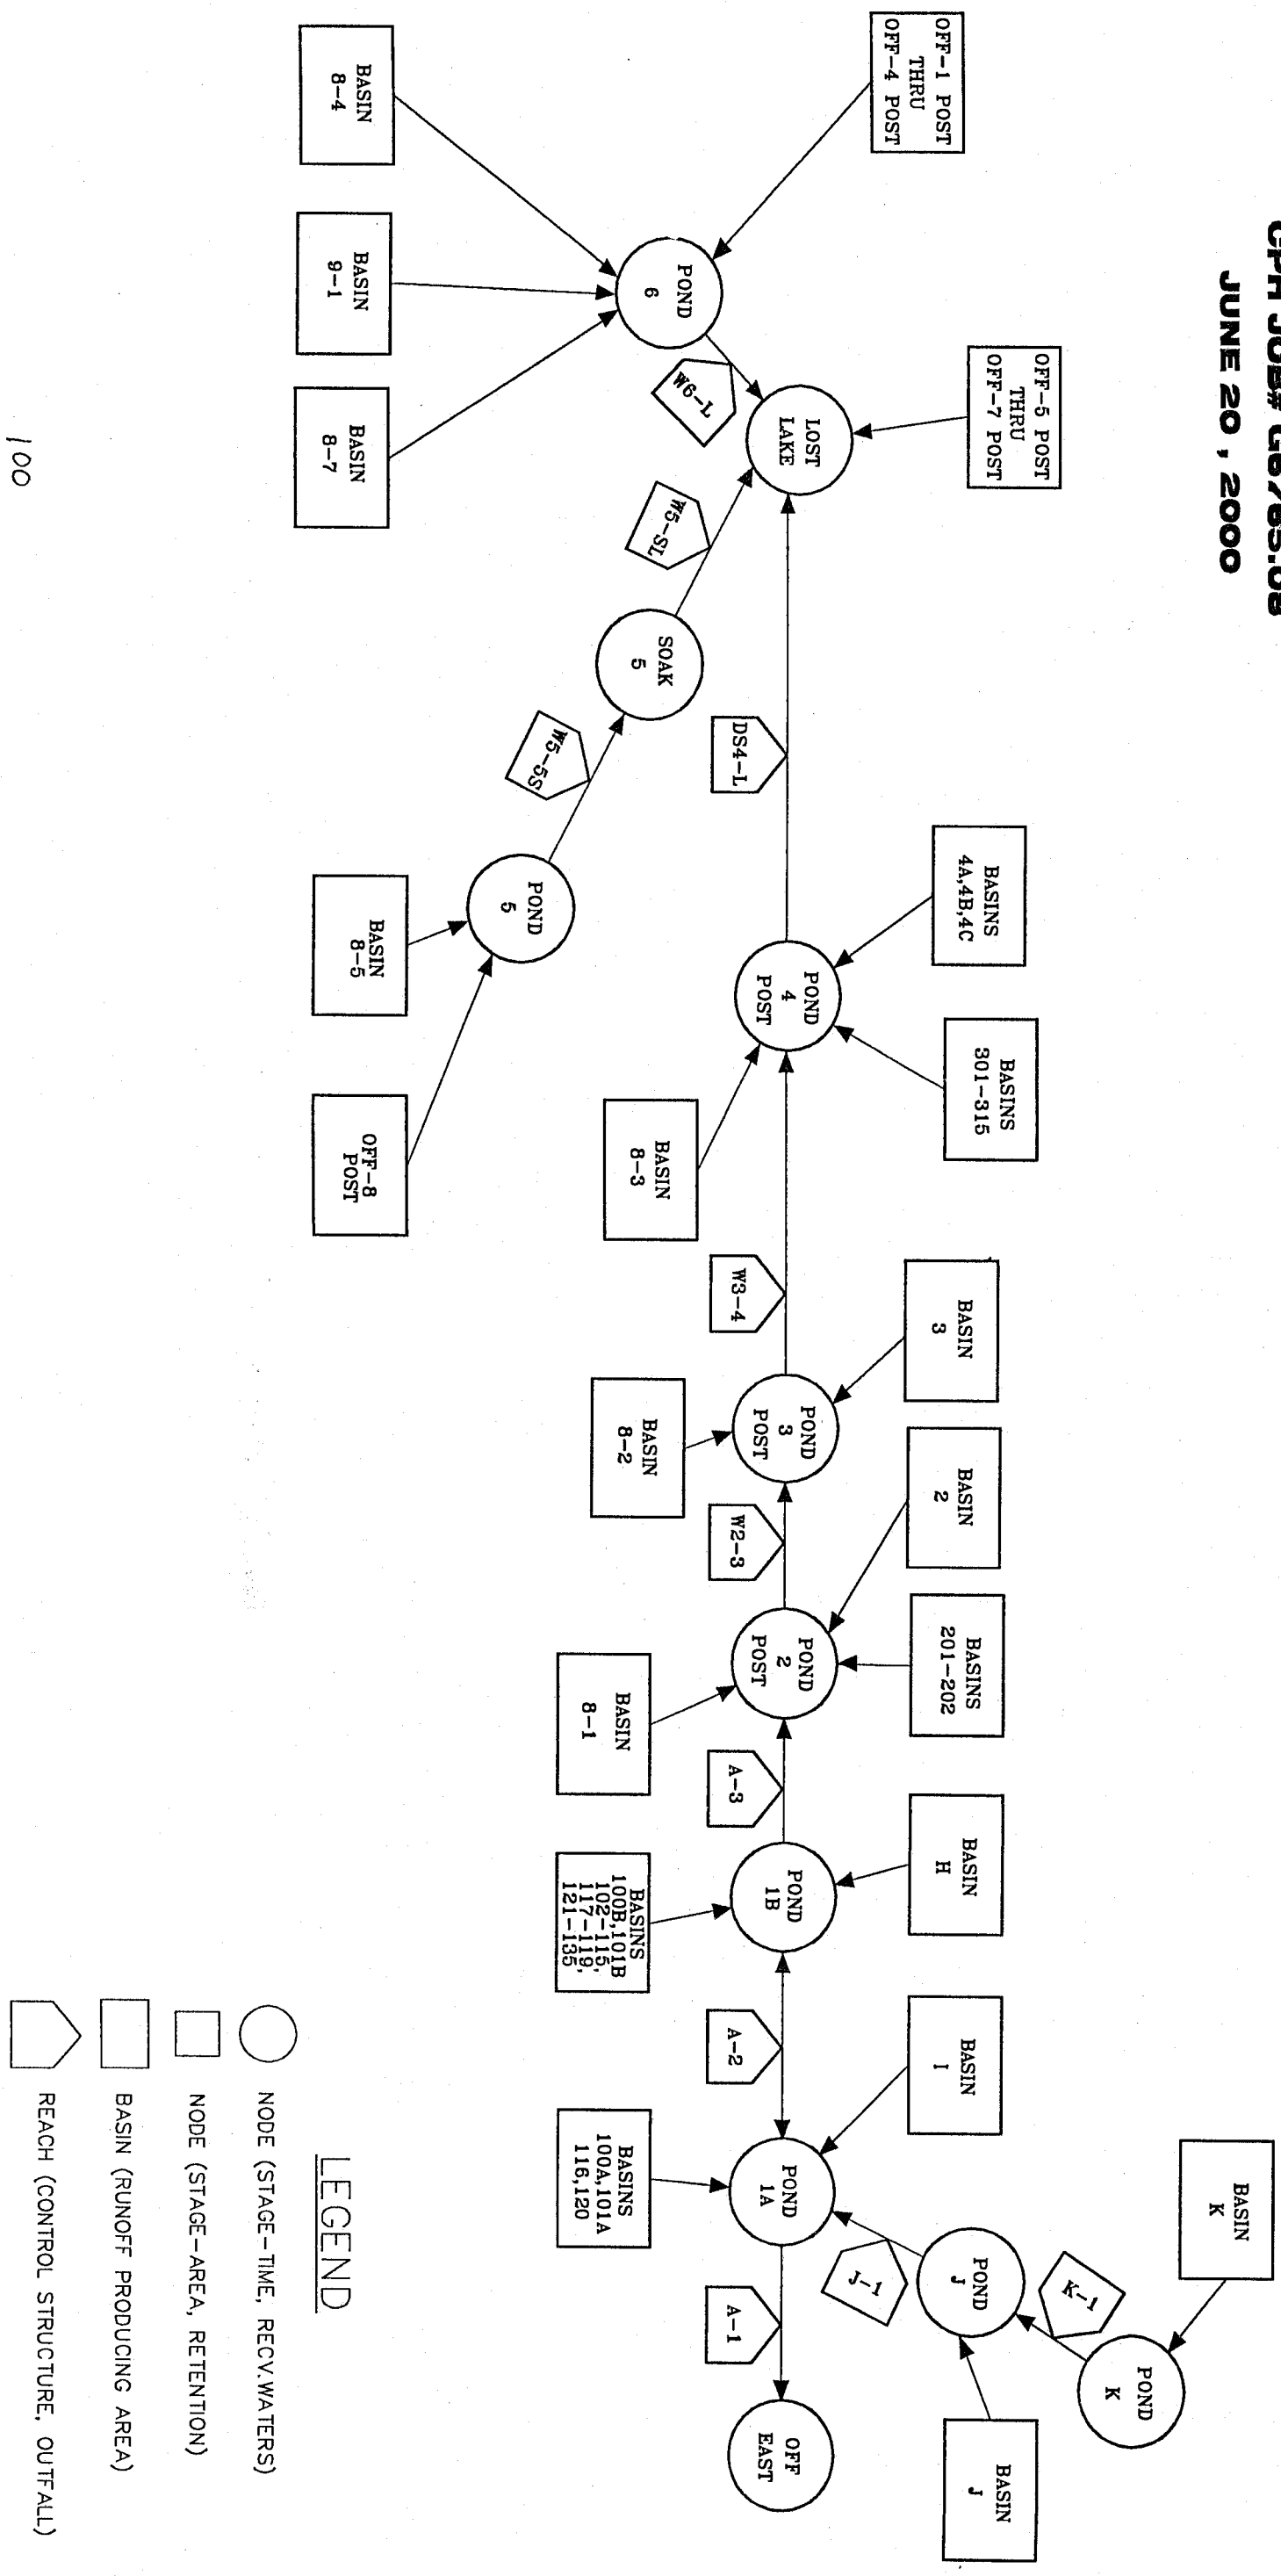 JUNE 20 , 2000
OFF-1 POST
THRU
OFF-4 POST
OFF-5 POST
THRU
OFF-7 POST
BASIN
8-4
BASIN
9-1
BASIN
8-7
POND
6
W6-L
LOST
LAKE
W5-SL
SOAK
5
W5-5S
POND
5
BASIN
8-5
OFF-8
POST
DS4-L
BASINS
4A,4B,4C
BASINS
301-315
POND
4
POST
BASIN
8-3
W3-4
BASIN
3
POND
3
POST
BASIN
8-2
W2-3
BASIN
2
BASINS
201-202
POND
2
POST
BASIN
8-1
A-3
BASIN
H
POND
1B
BASINS
100B,101B
102-115,
117-119,
121-135
A-2
BASIN
I
POND
1A
BASINS
100A,101A
116,120
J-1
POND
J
K-1
BASIN
K
POND
K
BASIN
J
A-1
OFF
EAST
LEGEND
NODE (STAGE-TIME, RECV.WATERS)
NODE (STAGE-AREA, RETENTION)
BASIN (RUNOFF PRODUCING AREA)
REACH (CONTROL STRUCTURE, OUTFALL)
100